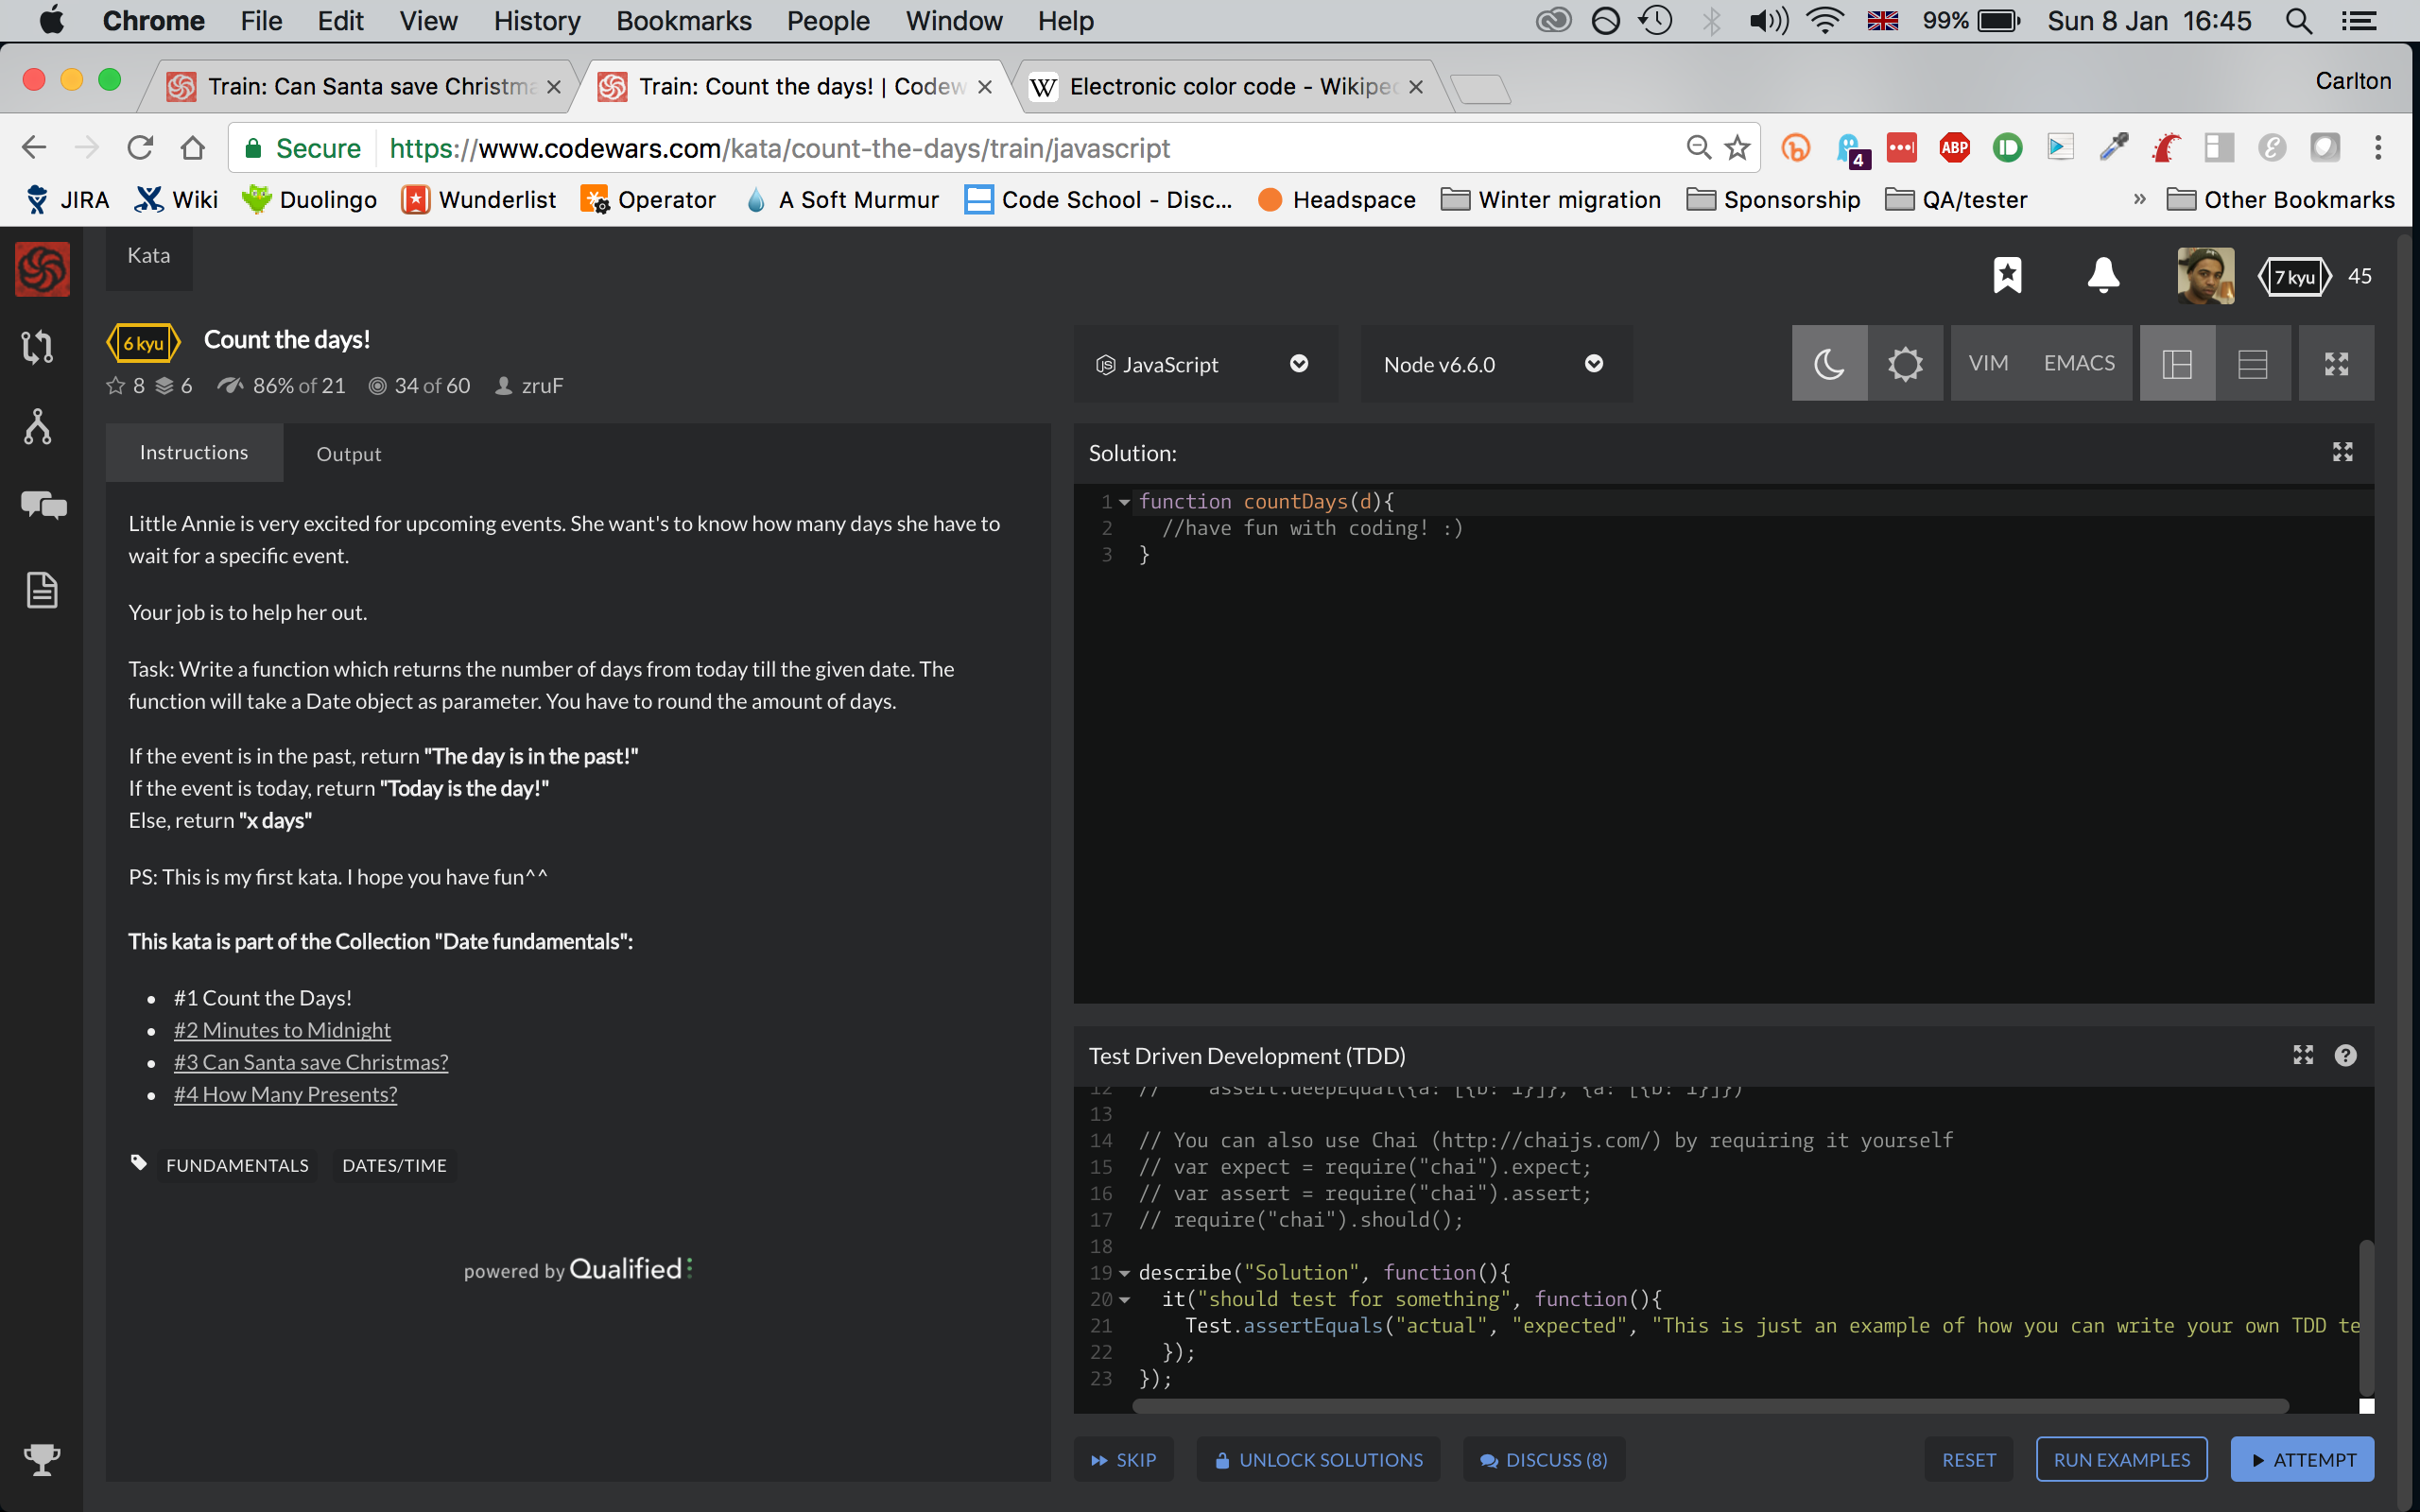 Chrome File Edit View History Bookmarks People Window Help 99% Sun 8 Jan 16:45
Train: Can Santa save Christma Train: Count the days! | Codew Electronic color code - Wikipe Carlton
Secure https://www.codewars.com/kata/count-the-days/train/javascript 4 ABP
JIRA Wiki Duolingo Wunderlist Operator A Soft Murmur Code School - Disc... Headspace Winter migration Sponsorship QA/tester » Other Bookmarks
Kata
7 kyu 45
6 kyu Count the days!
8 6 86% of 21 34 of 60 zruF
JavaScript Node v6.6.0 VIM EMACS
Instructions Output
Little Annie is very excited for upcoming events. She want's to know how many days she have to
wait for a specific event.
Your job is to help her out.
Task: Write a function which returns the number of days from today till the given date. The
function will take a Date object as parameter. You have to round the amount of days.
If the event is in the past, return "The day is in the past!"
If the event is today, return "Today is the day!"
Else, return "x days"
PS: This is my first kata. I hope you have fun^^
This kata is part of the Collection "Date fundamentals":
#1 Count the Days!
#2 Minutes to Midnight
#3 Can Santa save Christmas?
#4 How Many Presents?
FUNDAMENTALS DATES/TIME
powered by Qualified
Solution:
1 function countDays(d){
2 //have fun with coding! :)
3 }
Test Driven Development (TDD)
12 // assert.deepEqual({a: [{b: 1}]}, {a: [{b: 1}]})
13
14 // You can also use Chai (http://chaijs.com/) by requiring it yourself
15 // var expect = require("chai").expect;
16 // var assert = require("chai").assert;
17 // require("chai").should();
18
19 describe("Solution", function(){
20 it("should test for something", function(){
21 Test.assertEquals("actual", "expected", "This is just an example of how you can write your own TDD te
22 });
23 });
SKIP UNLOCK SOLUTIONS DISCUSS (8) RESET RUN EXAMPLES ATTEMPT